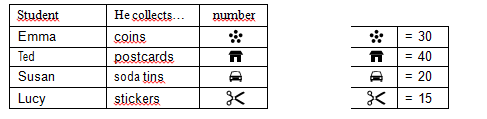 Student He collects... number
Emma coins = 30
Ted postcards = 40
Susan soda tins = 20
Lucy stickers = 15